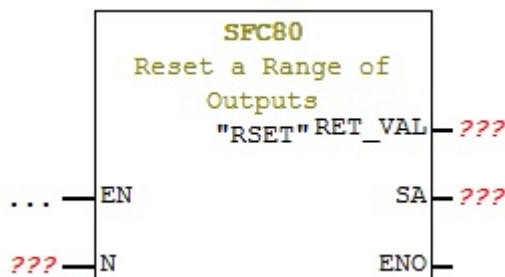 SFC80
Reset a Range of
Outputs
"RSET" RET_VAL ???
... EN SA ???
??? N ENO